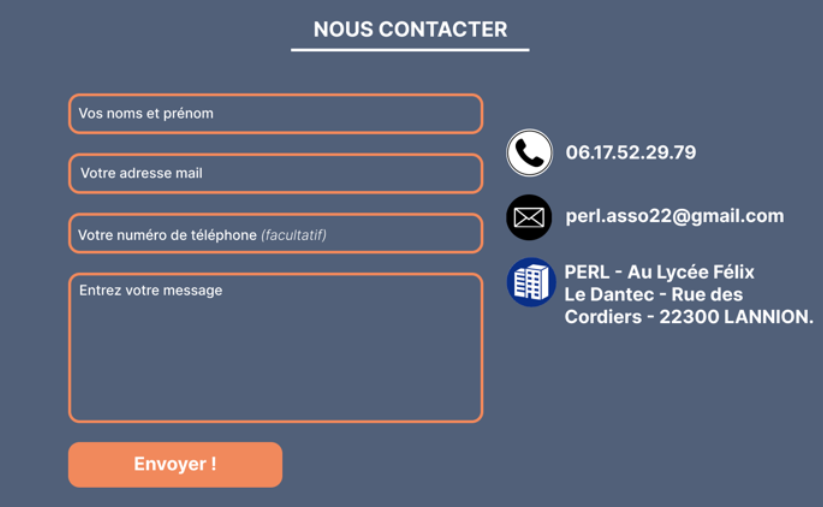 NOUS CONTACTER
Vos noms et prénom
Votre adresse mail
Votre numéro de téléphone (facultatif)
Entrez votre message
Envoyer !
06.17.52.29.79
perl.asso22@gmail.com
PERL - Au Lycée Félix
Le Dantec - Rue des
Cordiers - 22300 LANNION.